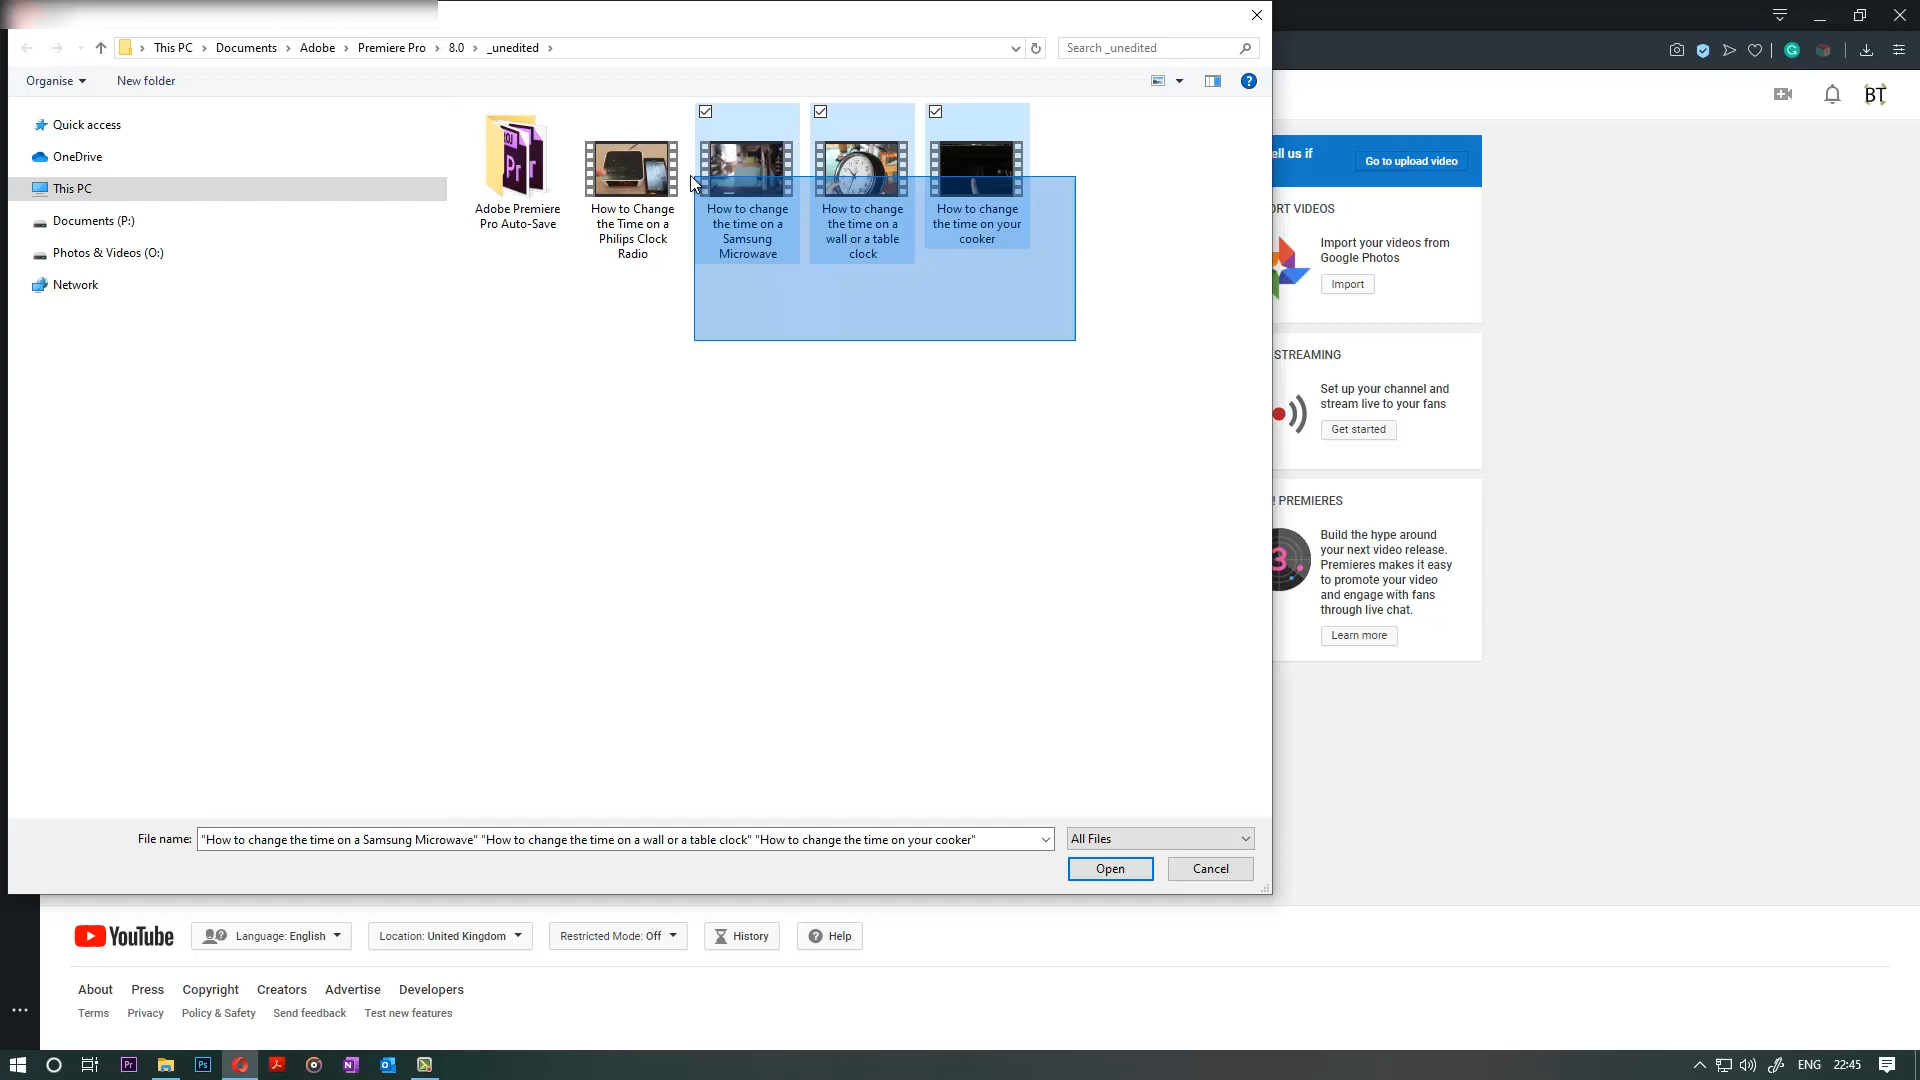 This PC > Documents > Adobe > Premiere Pro > 8.0 > _unedited >
Search _unedited
Organise
New folder
Quick access
OneDrive
This PC
Documents (P:)
Photos & Videos (O:)
Network
Adobe Premiere
Pro Auto-Save
How to Change
the Time on a
Philips Clock
Radio
How to change
the time on a
Samsung
Microwave
How to change
the time on a
wall or a table
clock
How to change
the time on your
cooker
File name:
"How to change the time on a Samsung Microwave" "How to change the time on a wall or a table clock" "How to change the time on your cooker"
All Files
Open
Cancel
BT
ell us if
Go to upload video
ORT VIDEOS
Import your videos from
Google Photos
Import
STREAMING
Set up your channel and
stream live to your fans
Get started
! PREMIERES
Build the hype around
your next video release.
Premieres makes it easy
to promote your video
and engage with fans
through live chat.
Learn more
YouTube
Language: English
Location: United Kingdom
Restricted Mode: Off
History
Help
About
Press
Copyright
Creators
Advertise
Developers
Terms
Privacy
Policy & Safety
Send feedback
Test new features
Pr
Ps
ENG
22:45